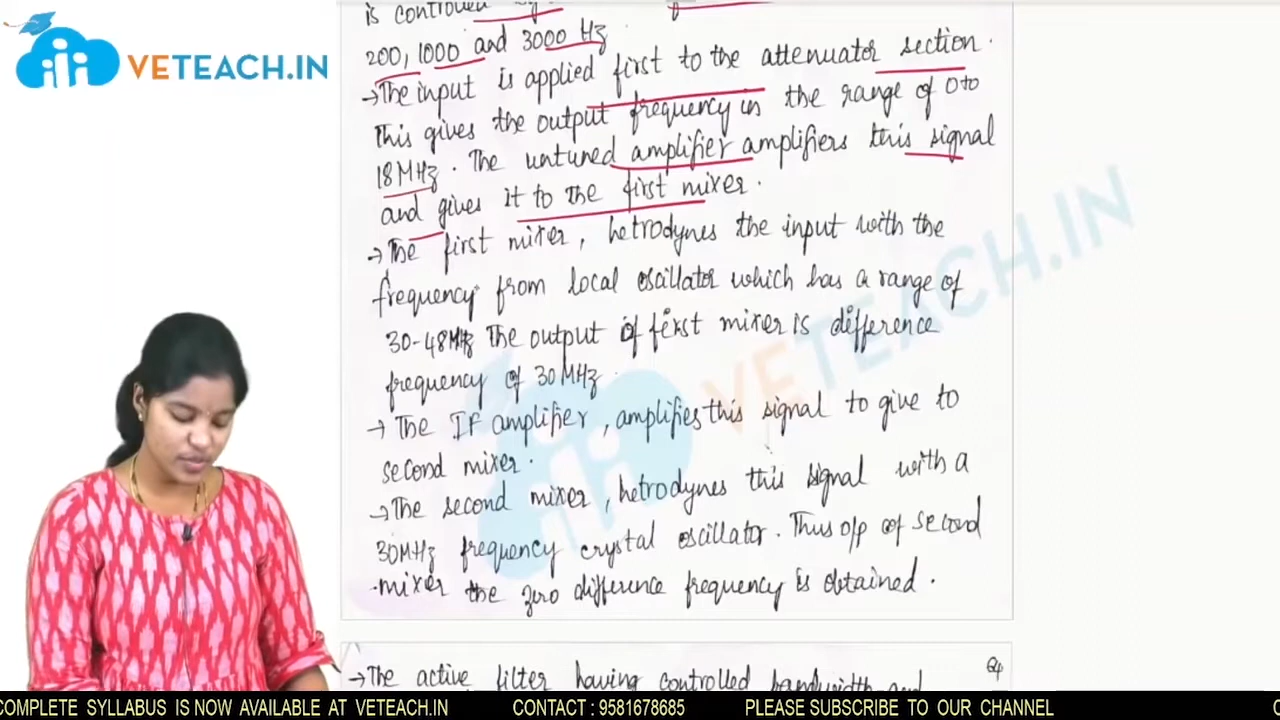 VETEACH.IN
is controlled
200, 1000 and 3000 Hz
→ The input is applied first to the attenuator section.
This gives the output frequency in the range of 0 to
18 MHz. The untuned amplifier amplifiers this signal
and gives it to the first mixer.
→ The first mixer, hetrodynes the input with the
frequency from local oscillator which has a range of
30-48MHz The output of first mixer is difference
frequency of 30 MHz.
→ The IF amplifier, amplifies this signal to give to
second mixer.
→ The second mixer, hetrodynes this signal with a
30MHz frequency crystal oscillator. Thus o/p of second
mixer the zero difference frequency is obtained.
VETEACH.IN
→ The active filter having controlled bandwidth and
COMPLETE SYLLABUS IS NOW AVAILABLE AT VETEACH.IN CONTACT : 9581678685 PLEASE SUBSCRIBE TO OUR CHANNEL